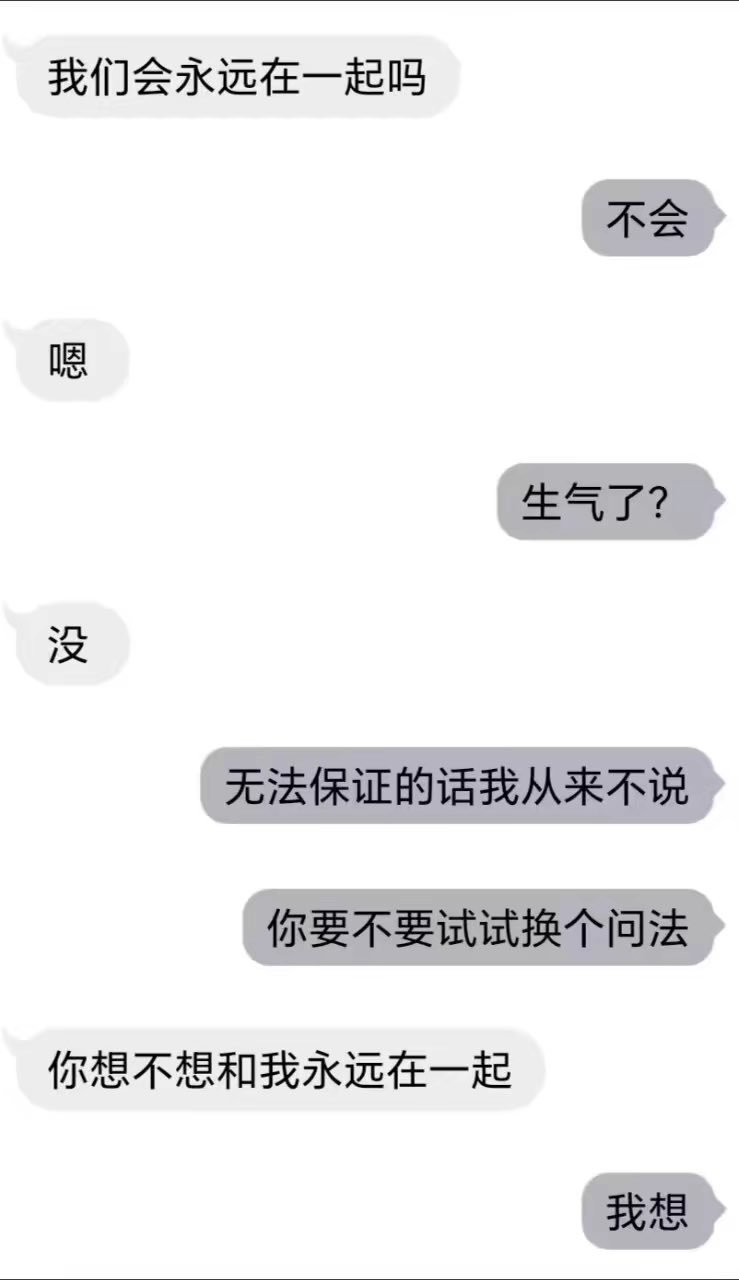 我们会永远在一起吗
不会
嗯
生气了?
没
无法保证的话我从来不说
你要不要试试换个问法
你想不想和我永远在一起
我想